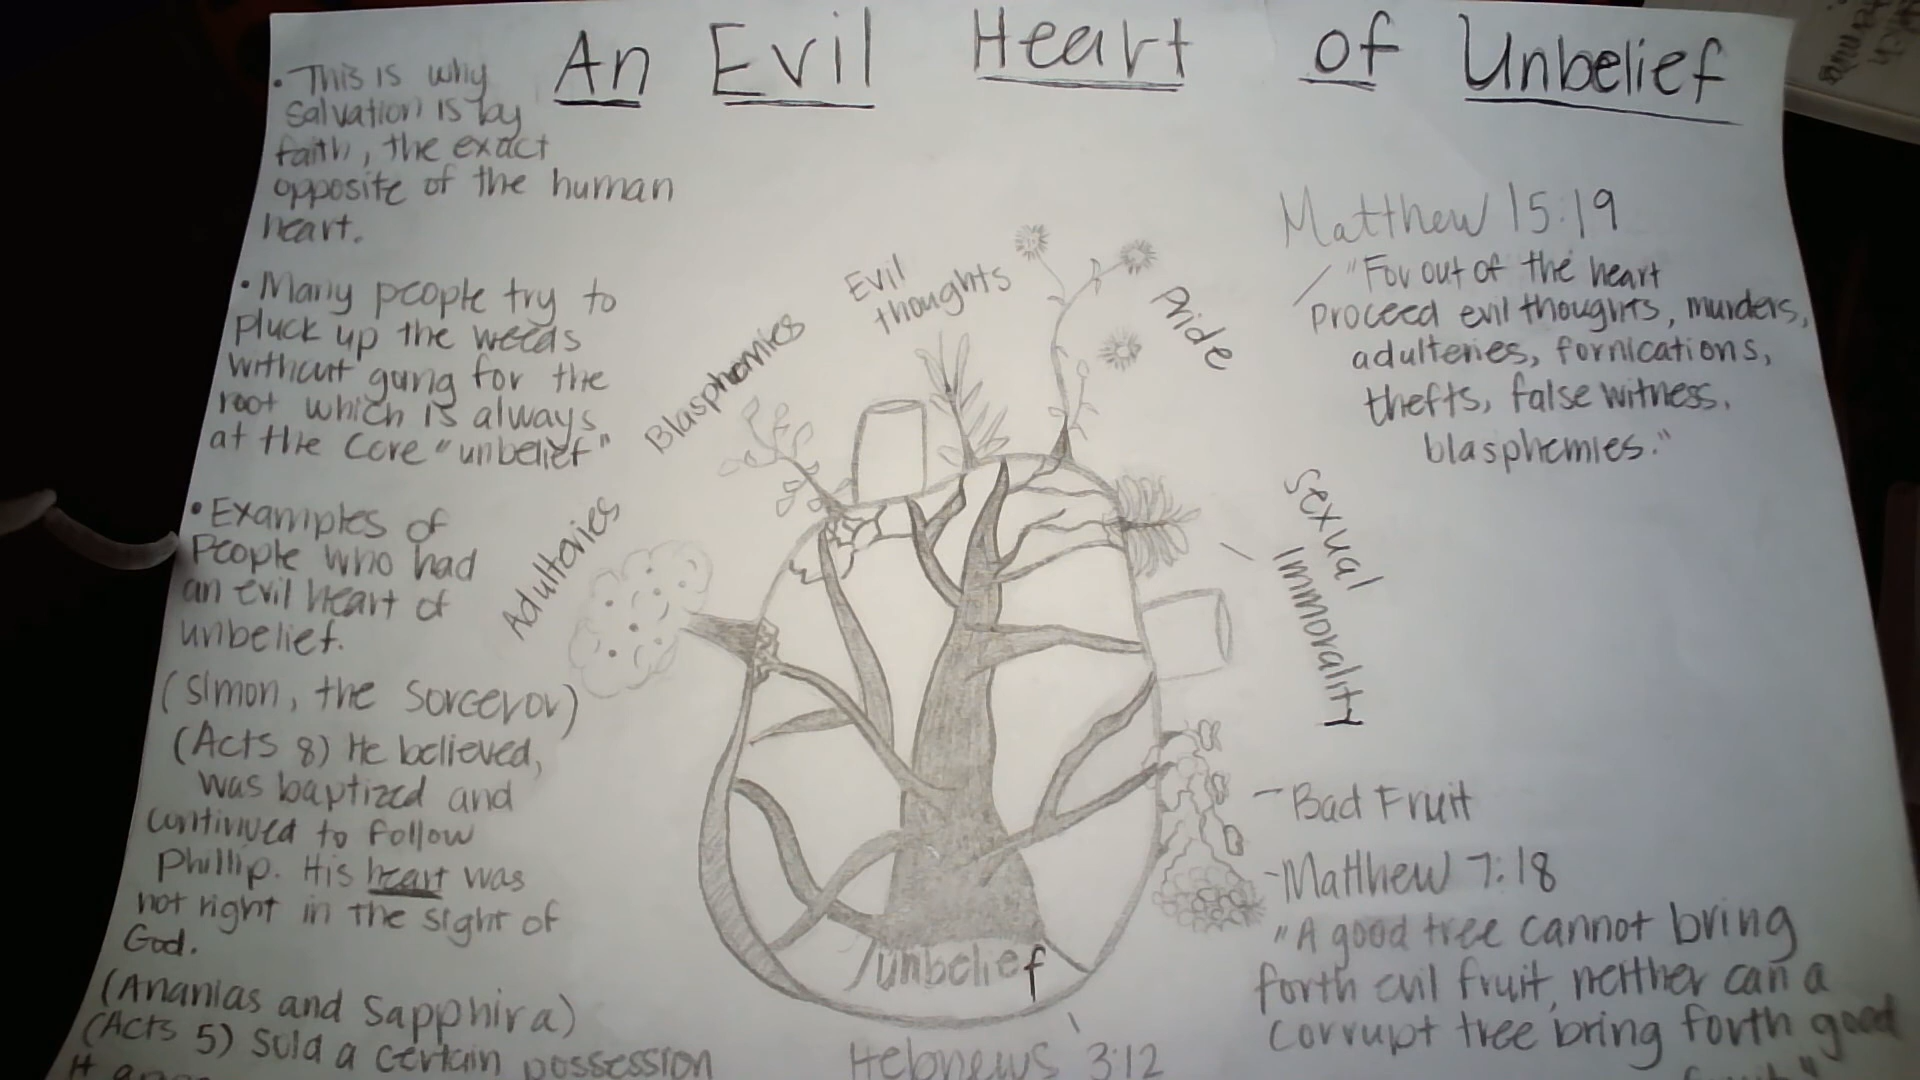 An Evil Heart of Unbelief
• This is why
salvation is by
faith, the exact
opposite of the human
heart.
• Many people try to
pluck up the weeds
without gung for the
root which is always
at the core "unbelief"
• Examples of
people who had
an evil heart of
unbelief.
(simon, the sorceror)
(Acts 8) He believed,
was baptized and
continued to follow
Phillip. His heart was
not right in the sight of
God.
(Ananias and Sapphira)
(Acts 5) Sold a certain possession
Adulteries
Blasphemies
Evil
thoughts
Pride
Sexual
Immorality
unbelief
Hebrews 3:12
Matthew 15:19
"For out of the heart
proceed evil thoughts, murders,
adulteries, fornications,
thefts, false witness,
blasphemies."
- Bad Fruit
- Matthew 7:18
"A good tree cannot bring
forth evil fruit, neither can a
corrupt tree bring forth good